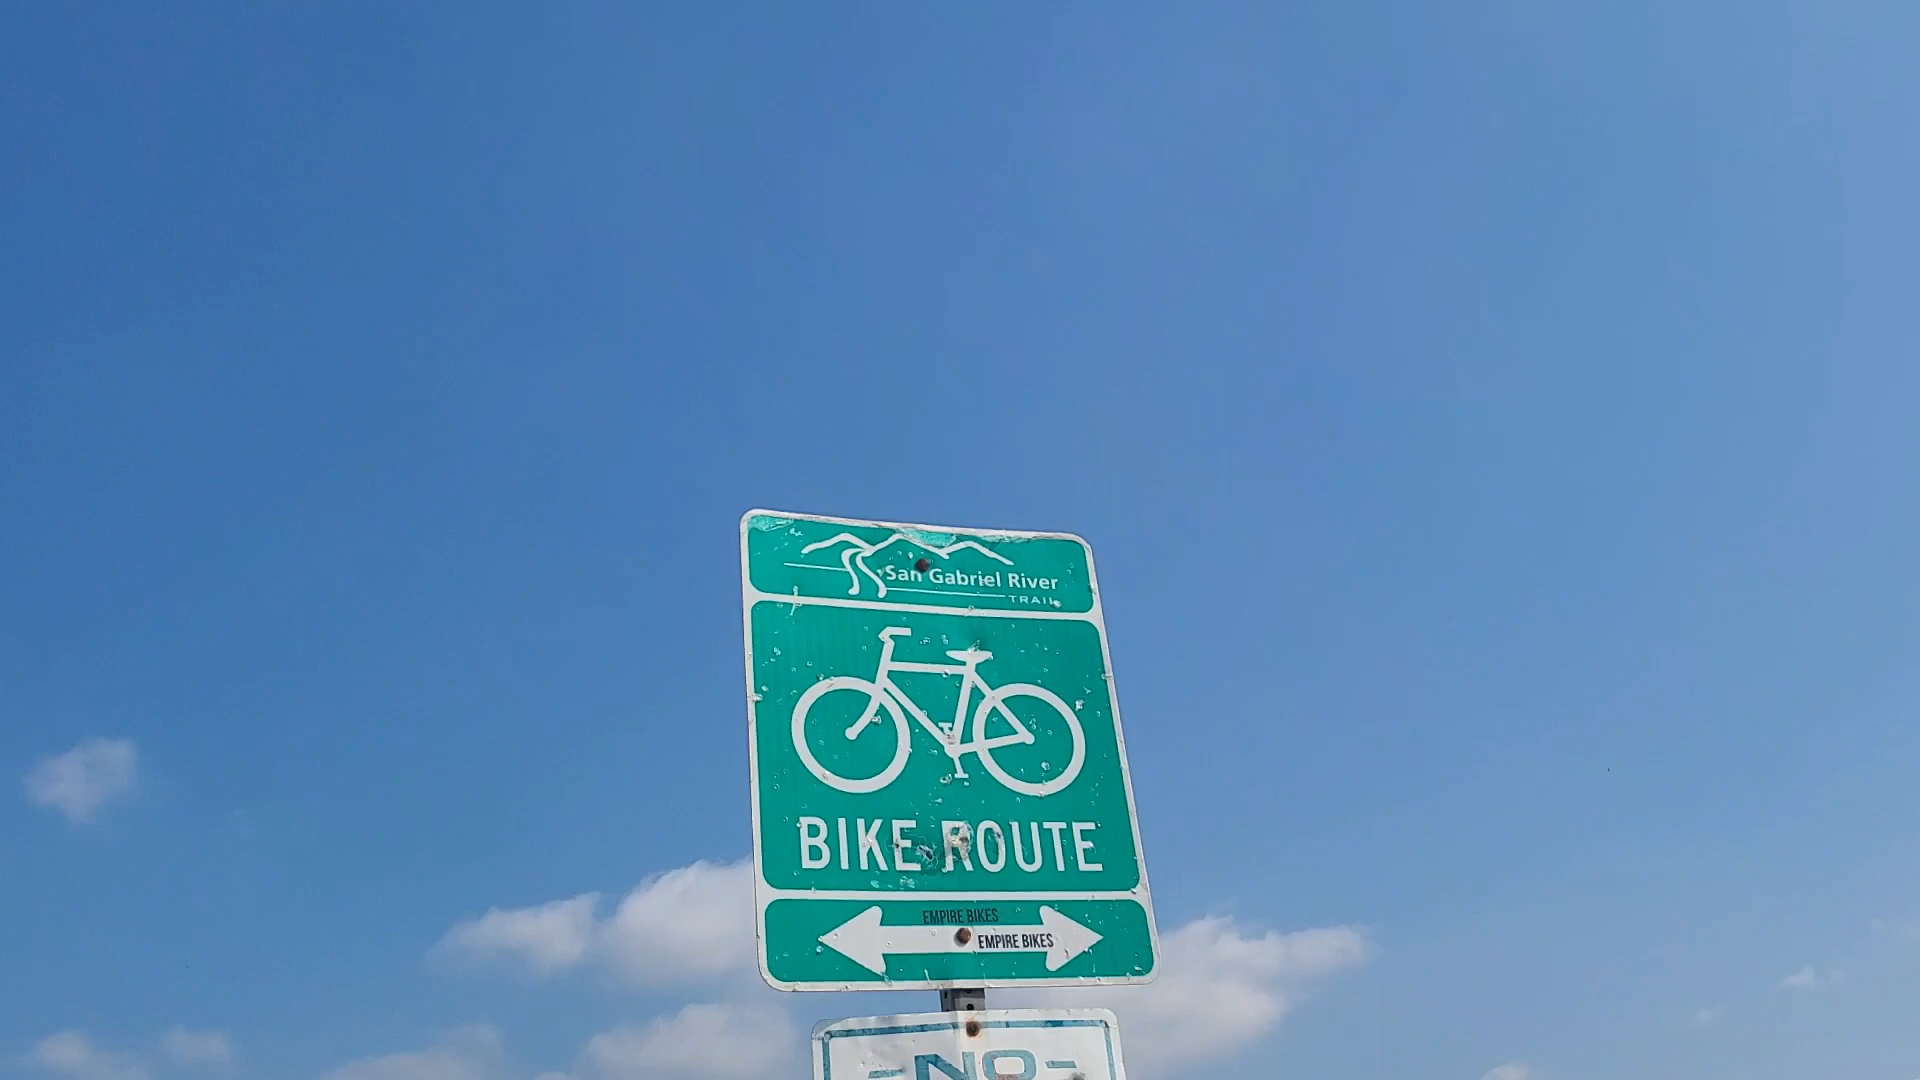 San Gabriel River
TRAIL
BIKE ROUTE
EMPIRE BIKES
EMPIRE BIKES
-NO-